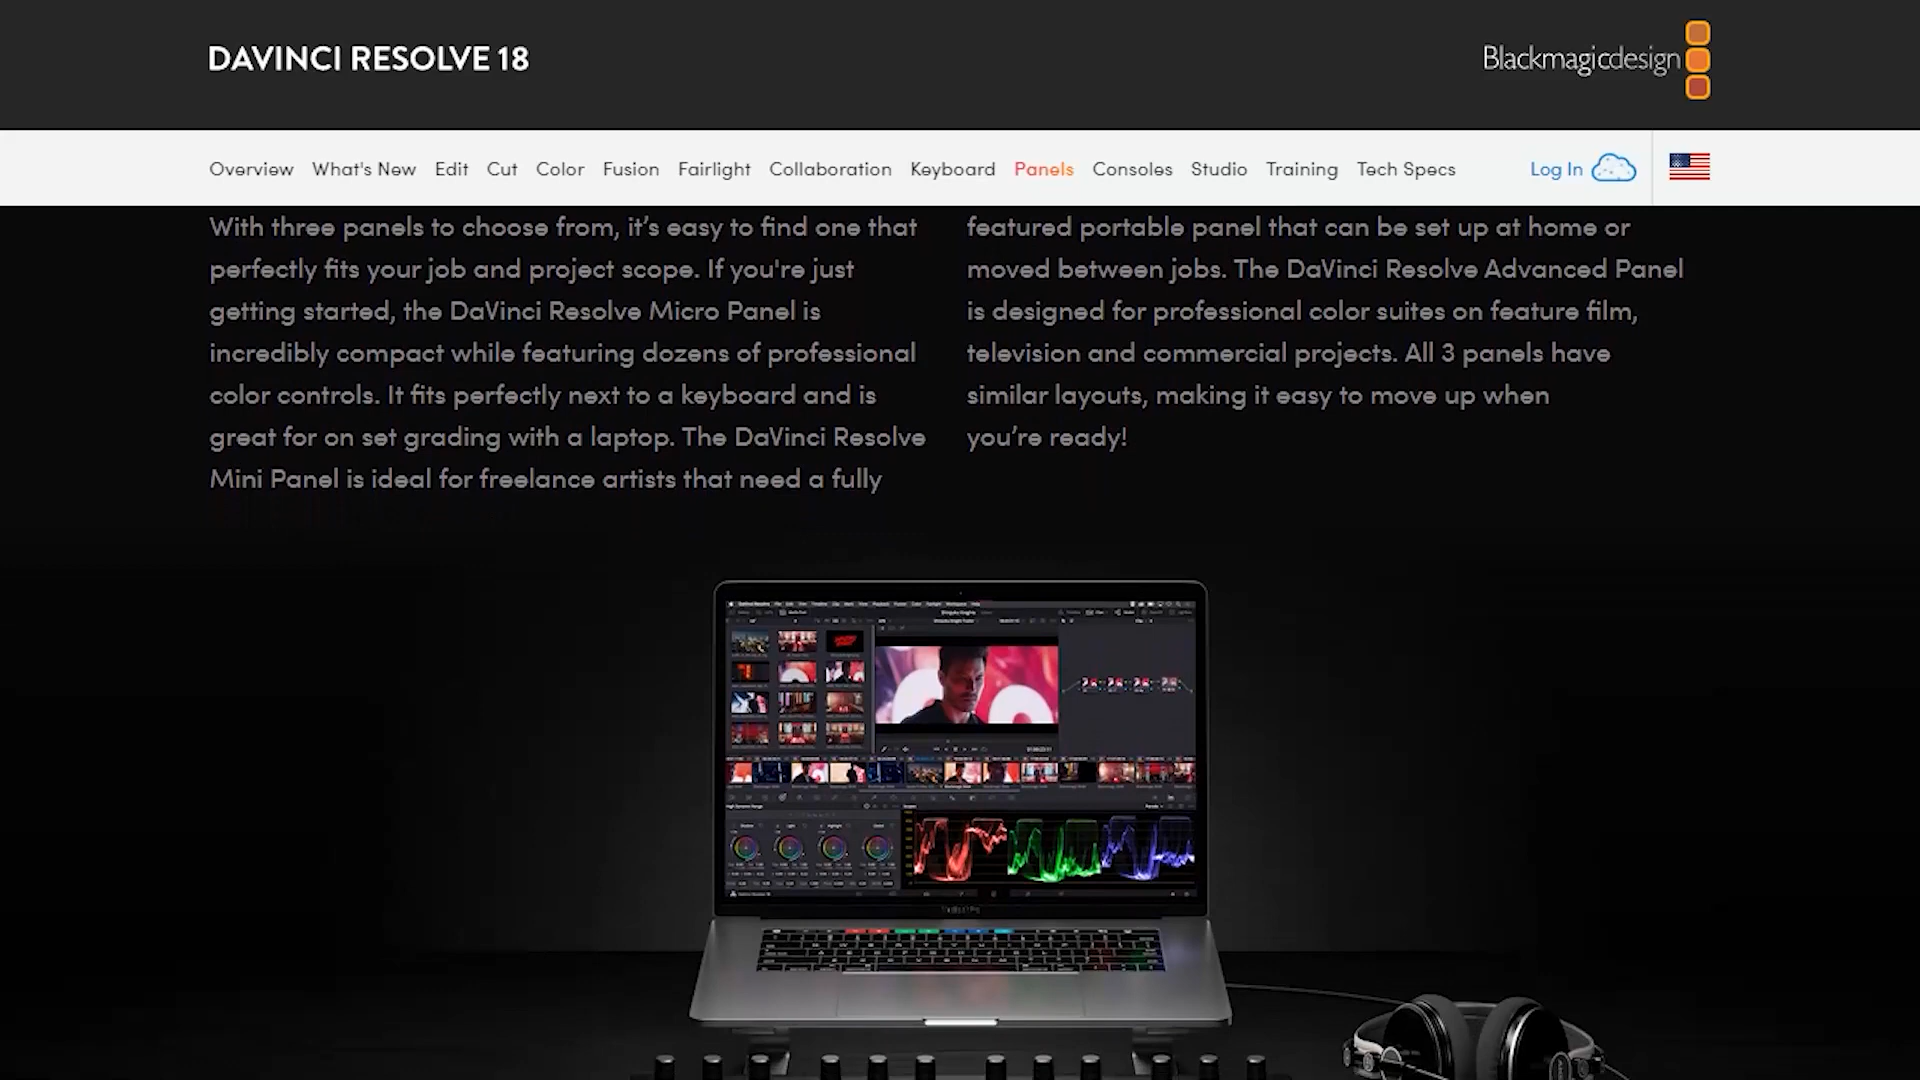 DAVINCI RESOLVE 18
Blackmagicdesign
Overview What's New Edit Cut Color Fusion Fairlight Collaboration Keyboard Panels Consoles Studio Training Tech Specs Log In
With three panels to choose from, it’s easy to find one that
perfectly fits your job and project scope. If you're just
getting started, the DaVinci Resolve Micro Panel is
incredibly compact while featuring dozens of professional
color controls. It fits perfectly next to a keyboard and is
great for on set grading with a laptop. The DaVinci Resolve
Mini Panel is ideal for freelance artists that need a fully
featured portable panel that can be set up at home or
moved between jobs. The DaVinci Resolve Advanced Panel
is designed for professional color suites on feature film,
television and commercial projects. All 3 panels have
similar layouts, making it easy to move up when
you’re ready!